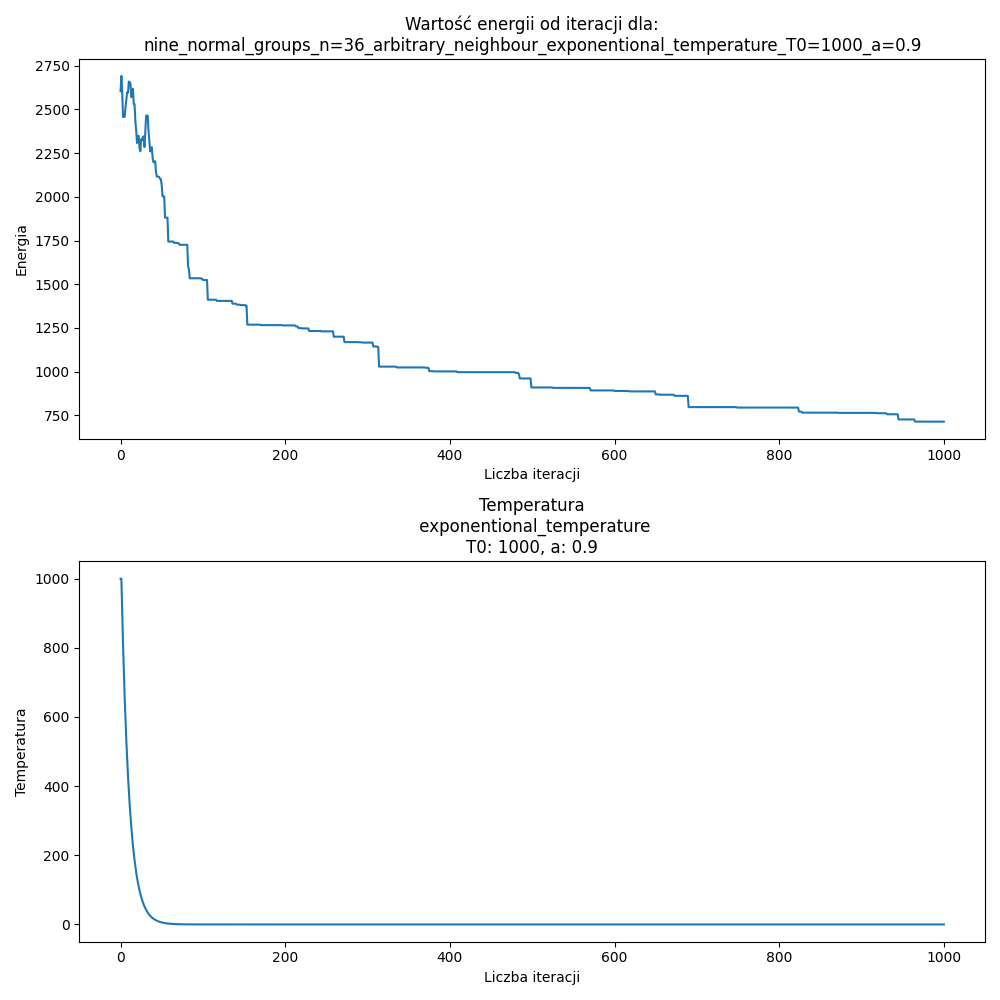 Wartość energii od iteracji dla:
nine_normal_groups_n=36_arbitrary_neighbour_exponentional_temperature_T0=1000_a=0.9
2750
2500
2250
2000
1750
1500
1250
1000
750
Energia
0 200 400 600 800 1000
Liczba iteracji
Temperatura
exponentional_temperature
T0: 1000, a: 0.9
1000
800
600
400
200
0
Temperatura
0 200 400 600 800 1000
Liczba iteracji